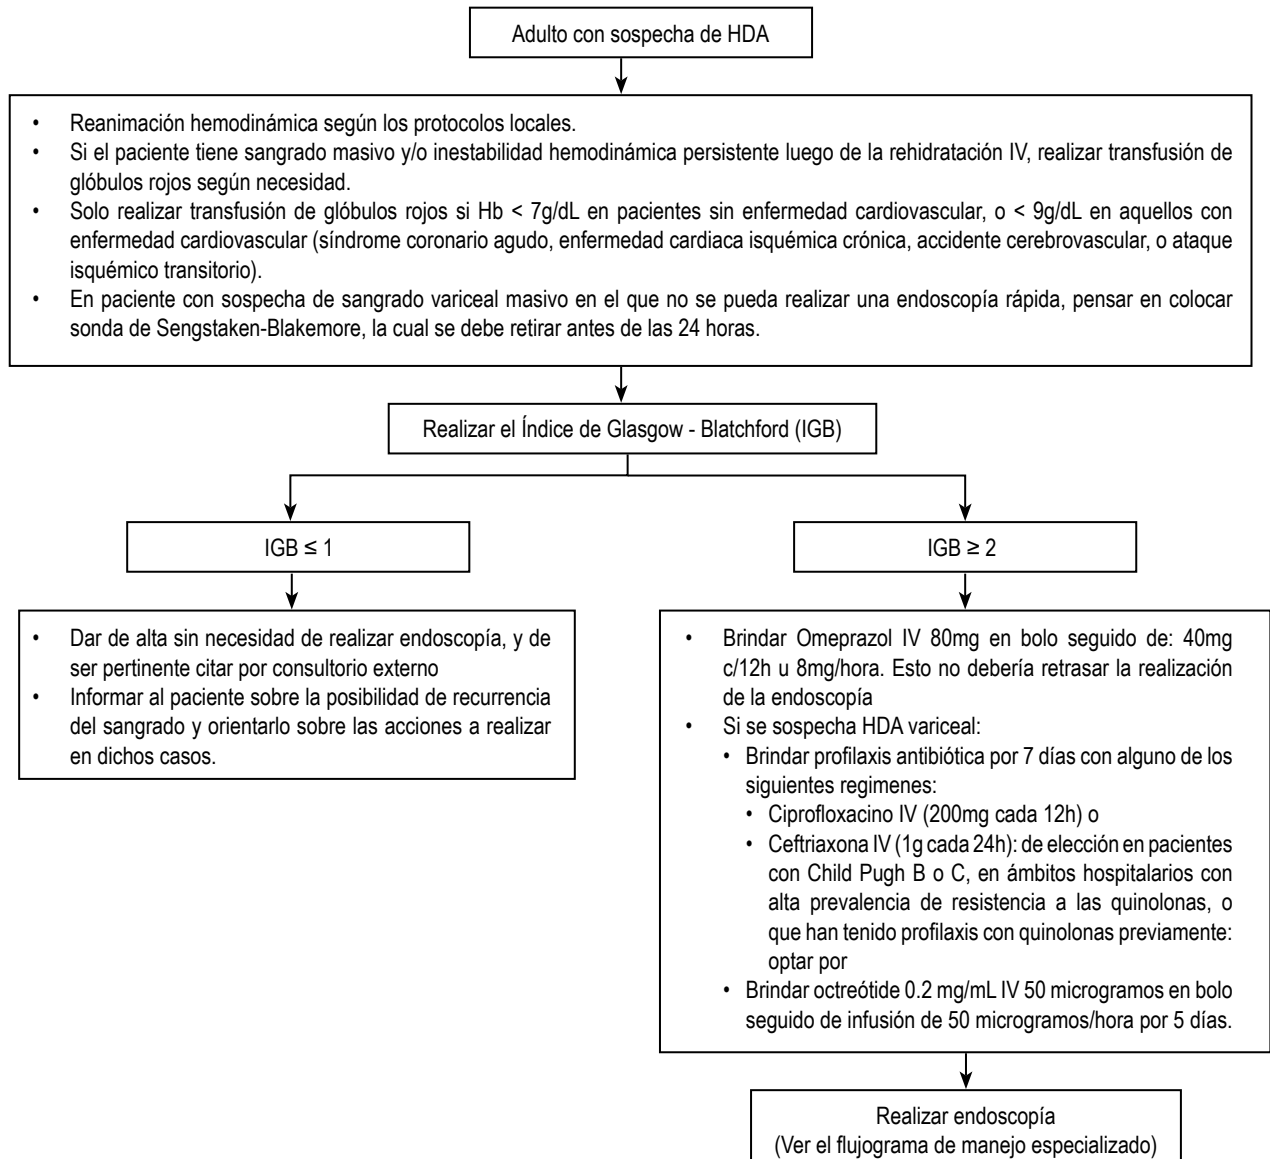 Adulto con sospecha de HDA
• Reanimación hemodinámica según los protocolos locales.
• Si el paciente tiene sangrado masivo y/o inestabilidad hemodinámica persistente luego de la rehidratación IV, realizar transfusión de
glóbulos rojos según necesidad.
• Solo realizar transfusión de glóbulos rojos si Hb < 7g/dL en pacientes sin enfermedad cardiovascular, o < 9g/dL en aquellos con
enfermedad cardiovascular (síndrome coronario agudo, enfermedad cardiaca isquémica crónica, accidente cerebrovascular, o ataque
isquémico transitorio).
• En paciente con sospecha de sangrado variceal masivo en el que no se pueda realizar una endoscopía rápida, pensar en colocar
sonda de Sengstaken-Blakemore, la cual se debe retirar antes de las 24 horas.
Realizar el Índice de Glasgow - Blatchford (IGB)
IGB ≤ 1
• Dar de alta sin necesidad de realizar endoscopía, y de
ser pertinente citar por consultorio externo
• Informar al paciente sobre la posibilidad de recurrencia
del sangrado y orientarlo sobre las acciones a realizar
en dichos casos.
IGB ≥ 2
• Brindar Omeprazol IV 80mg en bolo seguido de: 40mg
c/12h u 8mg/hora. Esto no debería retrasar la realización
de la endoscopía
• Si se sospecha HDA variceal:
• Brindar profilaxis antibiótica por 7 días con alguno de los
siguientes regimenes:
• Ciprofloxacino IV (200mg cada 12h) o
• Ceftriaxona IV (1g cada 24h): de elección en pacientes
con Child Pugh B o C, en ámbitos hospitalarios con
alta prevalencia de resistencia a las quinolonas, o
que han tenido profilaxis con quinolonas previamente:
optar por
• Brindar octreótide 0.2 mg/mL IV 50 microgramos en bolo
seguido de infusión de 50 microgramos/hora por 5 días.
Realizar endoscopía
(Ver el flujograma de manejo especializado)